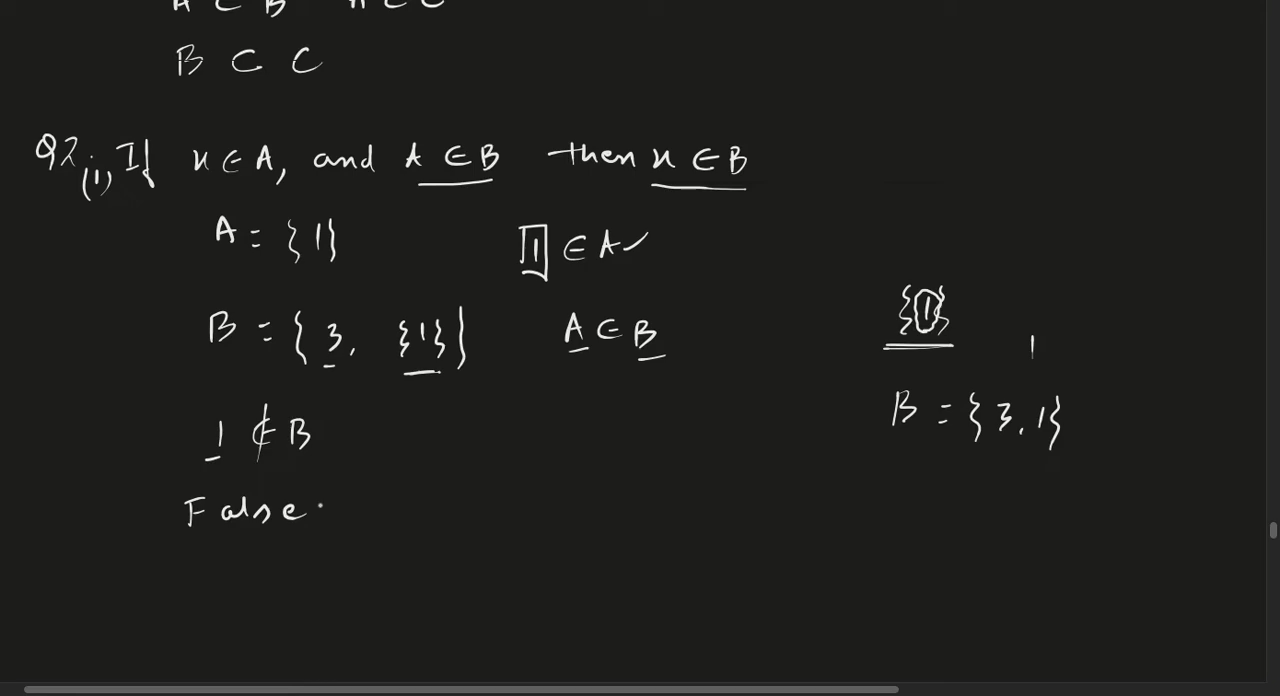 B ⊂ C
Q2 (i), If x ∈ A, and A ∈ B then x ∈ B
A = {1} 1 ∈ A ✓
B = {3, {1}} A ∈ B
{1} 1
B = {3, 1}
1 ∉ B
False.